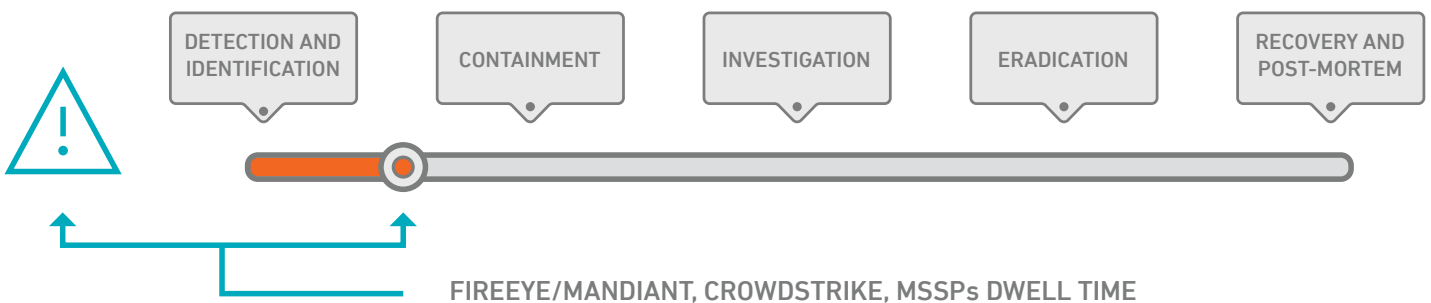 DETECTION AND
IDENTIFICATION
CONTAINMENT
INVESTIGATION
ERADICATION
RECOVERY AND
POST-MORTEM
FIREEYE/MANDIANT, CROWDSTRIKE, MSSPs DWELL TIME